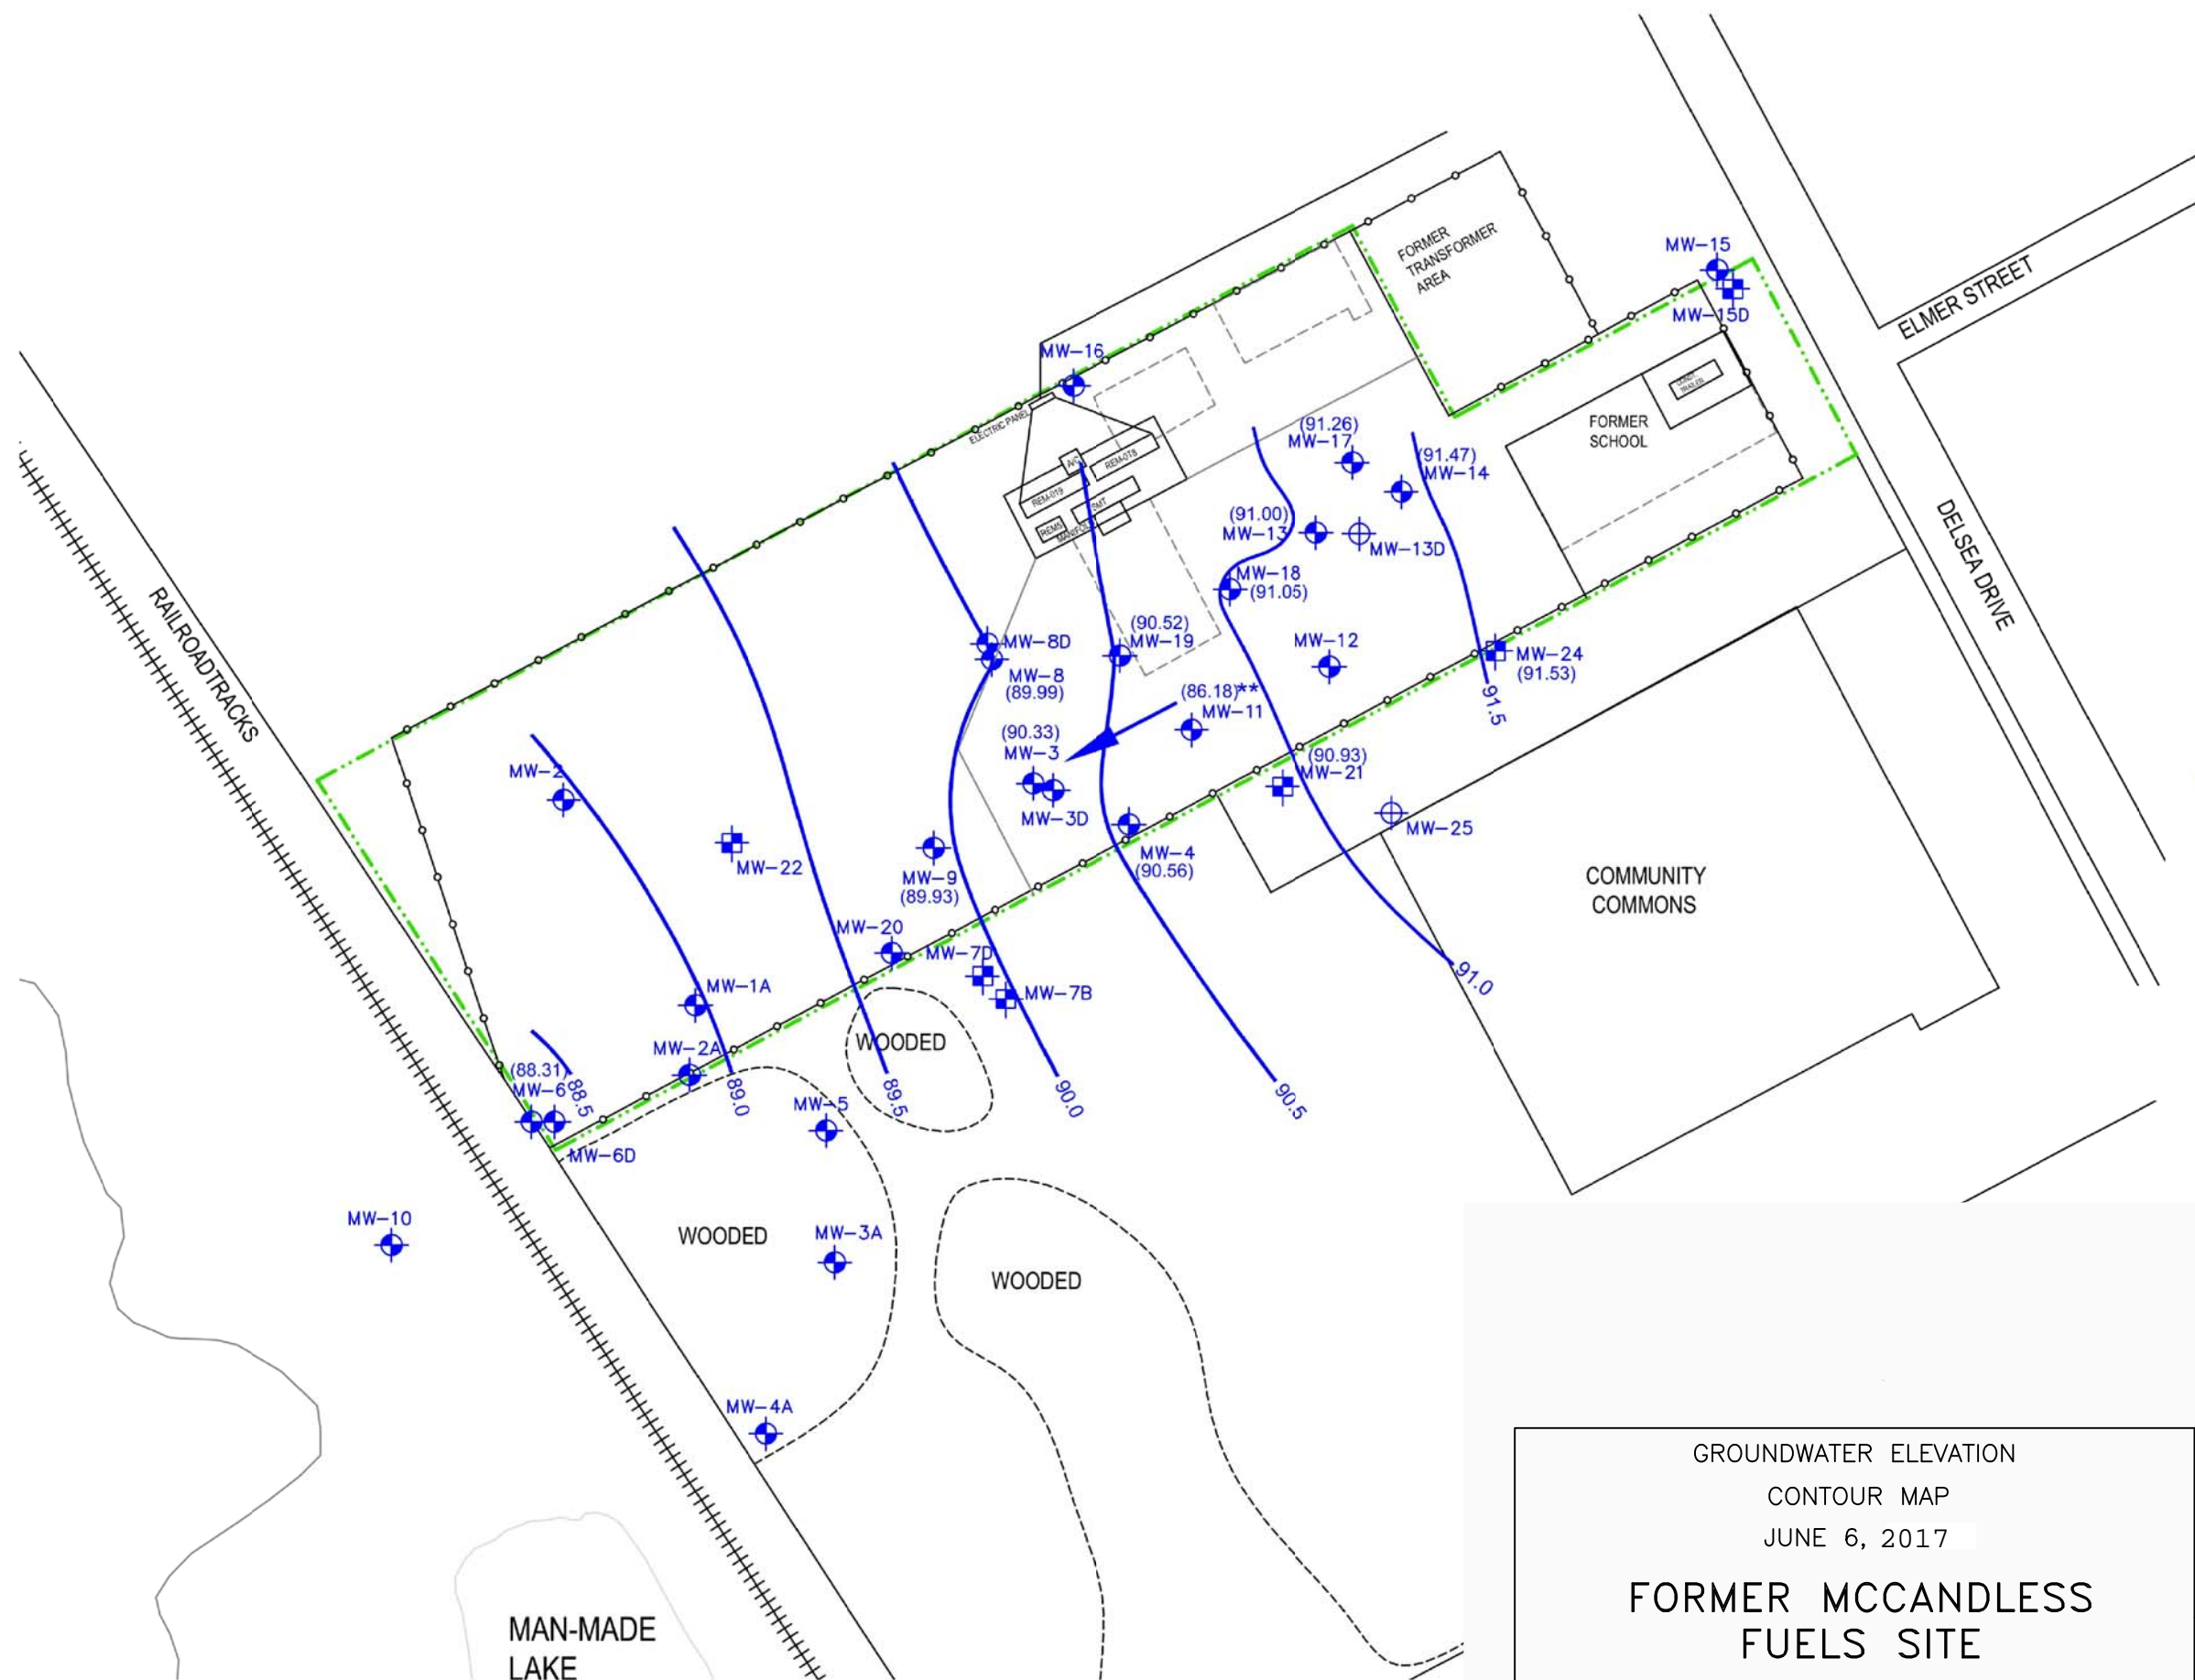 MW-15
ELMER STREET
MW-15D
FORMER
TRANSFORMER
AREA
MW-16
ELECTRIC PANEL
A/C
REM-018
REM-019
REM5
MANIFOLD
(91.26)
MW-17
(91.47)
MW-14
FORMER
SCHOOL
TRAILER
DELSEA DRIVE
(91.00)
MW-13
MW-13D
MW-18
(91.05)
RAILROADTRACKS
MW-8D
MW-8
(89.99)
(90.52)
MW-19
MW-12
MW-24
(91.53)
91.5
(86.18)**
MW-11
(90.33)
MW-3
MW-3D
(90.93)
MW-21
MW-2
MW-22
MW-25
MW-4
(90.56)
MW-9
(89.93)
COMMUNITY
COMMONS
MW-20
MW-7D
MW-7B
91.0
MW-1A
WOODED
MW-2A
(88.31)
MW-6
88.5
89.0
89.5
90.0
90.5
MW-5
MW-6D
MW-10
WOODED
MW-3A
WOODED
MW-4A
MAN-MADE
LAKE
GROUNDWATER ELEVATION
CONTOUR MAP
JUNE 6, 2017
FORMER MCCANDLESS
FUELS SITE